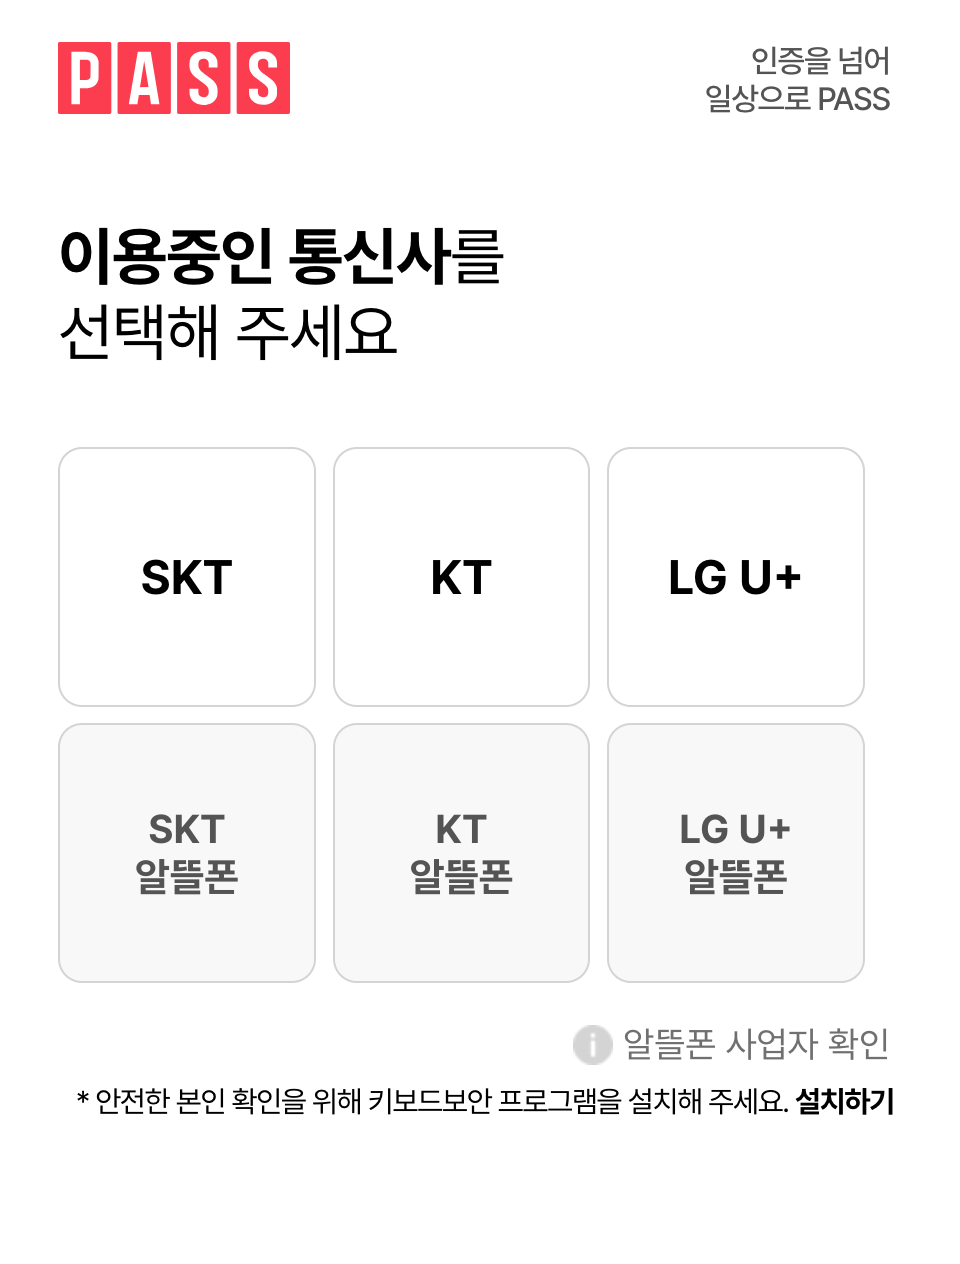 PASS
인증을 넘어
일상으로 PASS
이용중인 통신사를
선택해 주세요
SKT
KT
LG U+
SKT
알뜰폰
KT
알뜰폰
LG U+
알뜰폰
알뜰폰 사업자 확인
* 안전한 본인 확인을 위해 키보드보안 프로그램을 설치해 주세요. 설치하기